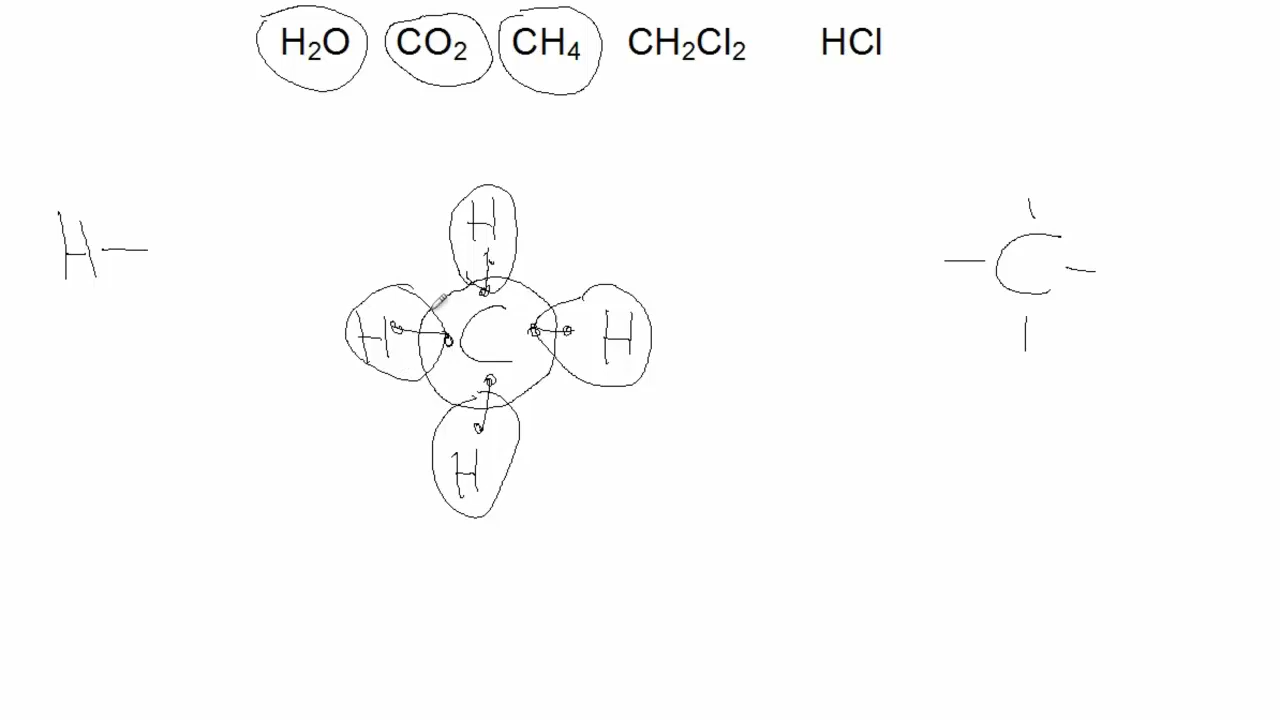 H₂O CO₂ CH₄ CH₂Cl₂ HCl
H
H C
H C H
H